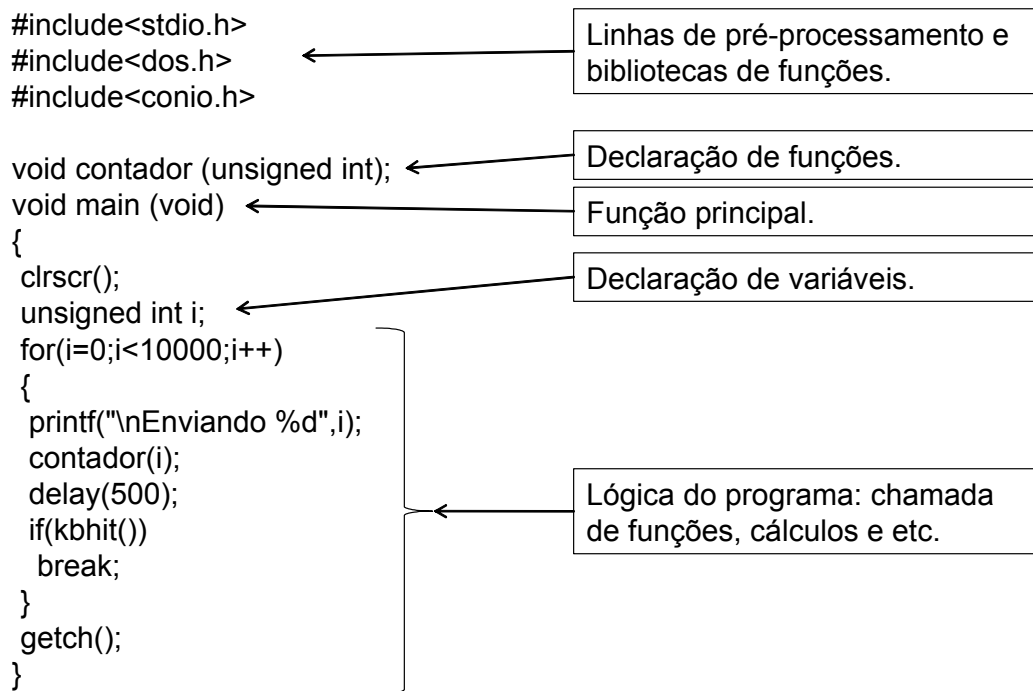 #include<stdio.h>
#include<dos.h>
#include<conio.h>
Linhas de pré-processamento e
bibliotecas de funções.
void contador (unsigned int);
Declaração de funções.
void main (void)
Função principal.
{
clrscr();
unsigned int i;
Declaração de variáveis.
for(i=0;i<10000;i++)
{
printf("\nEnviando %d",i);
contador(i);
delay(500);
if(kbhit())
break;
}
getch();
}
Lógica do programa: chamada
de funções, cálculos e etc.